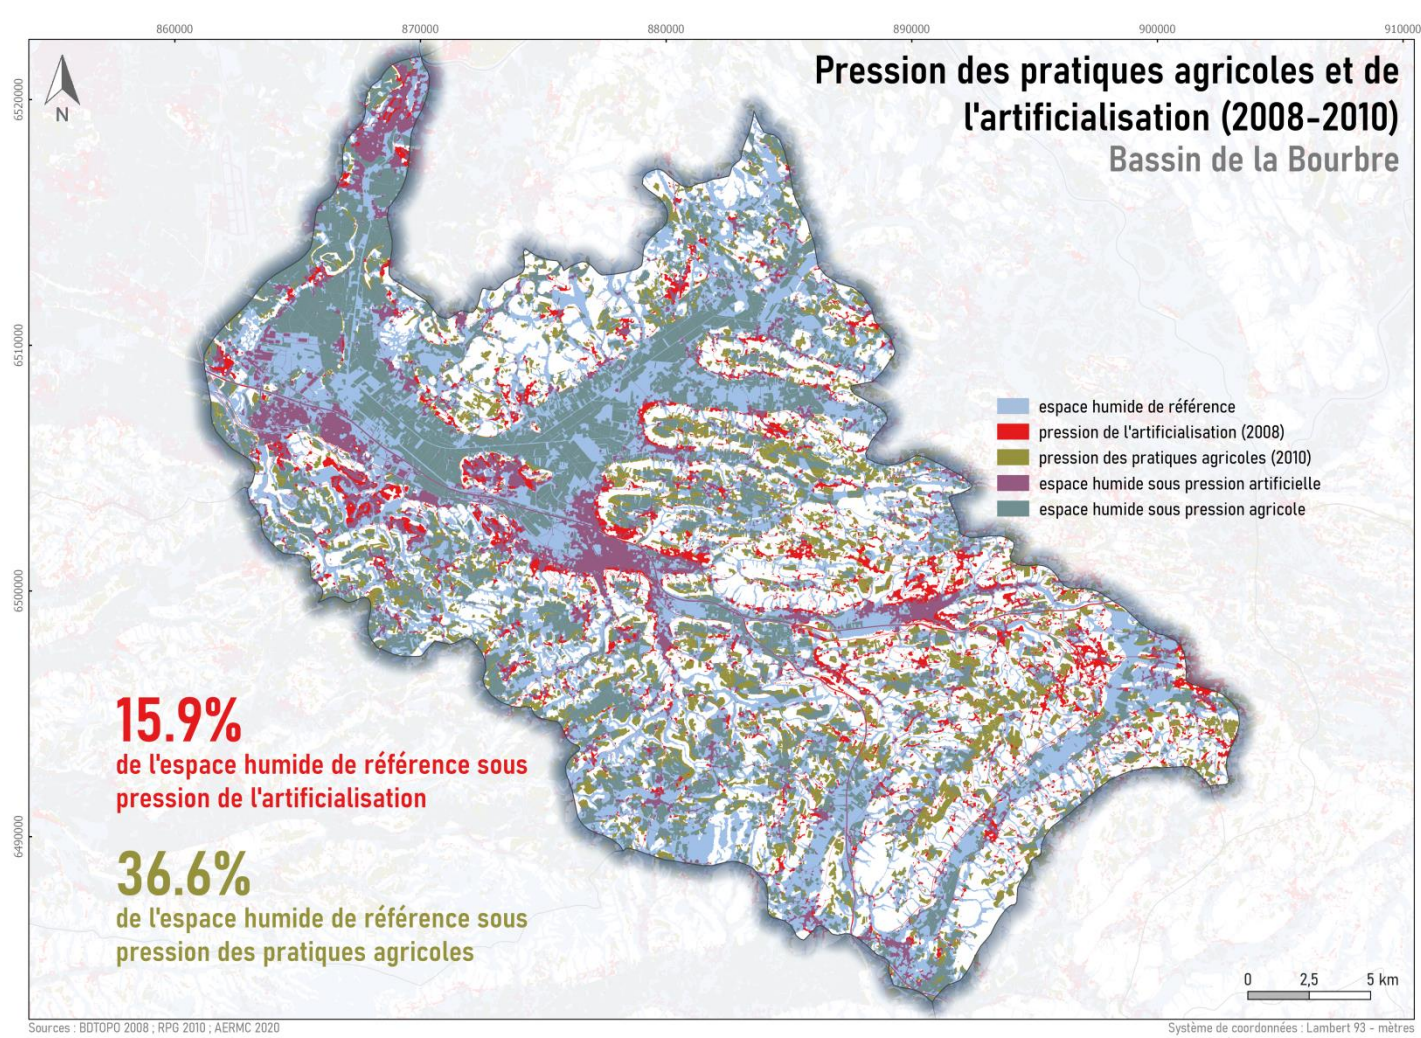 860000
870000
880000
890000
900000
910000
6520000
6510000
6500000
6490000
N
Pression des pratiques agricoles et de
l'artificialisation (2008-2010)
Bassin de la Bourbre
espace humide de référence
pression de l'artificialisation (2008)
pression des pratiques agricoles (2010)
espace humide sous pression artificielle
espace humide sous pression agricole
15.9%
de l'espace humide de référence sous
pression de l'artificialisation
36.6%
de l'espace humide de référence sous
pression des pratiques agricoles
0 2,5 5 km
Sources : BDTOPO 2008 ; RPG 2010 ; AERMC 2020
Système de coordonnées : Lambert 93 - mètres